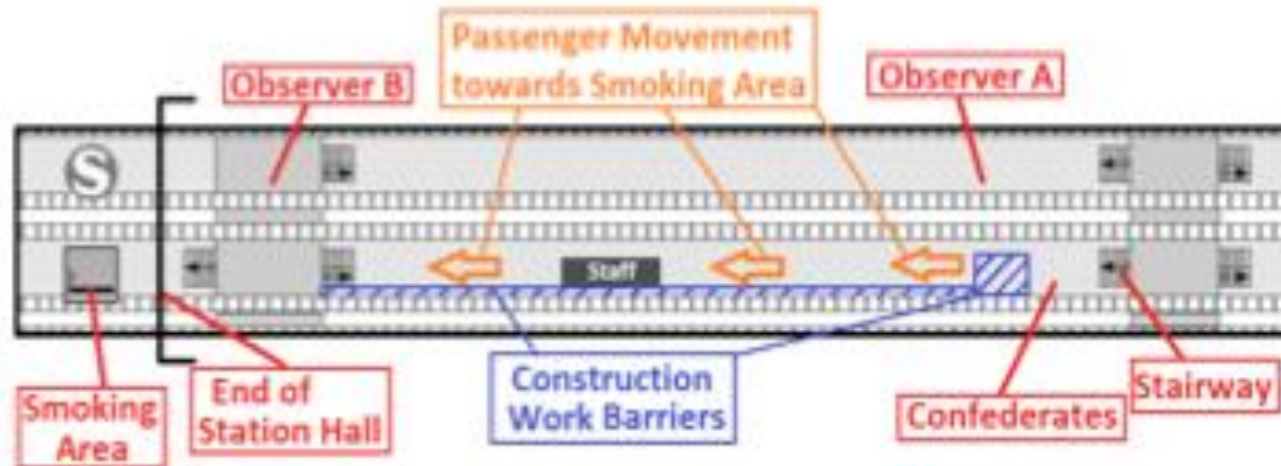 Passenger Movement
towards Smoking Area
Observer B
Observer A
S
Staff
Smoking
Area
End of
Station Hall
Construction
Work Barriers
Confederates
Stairway